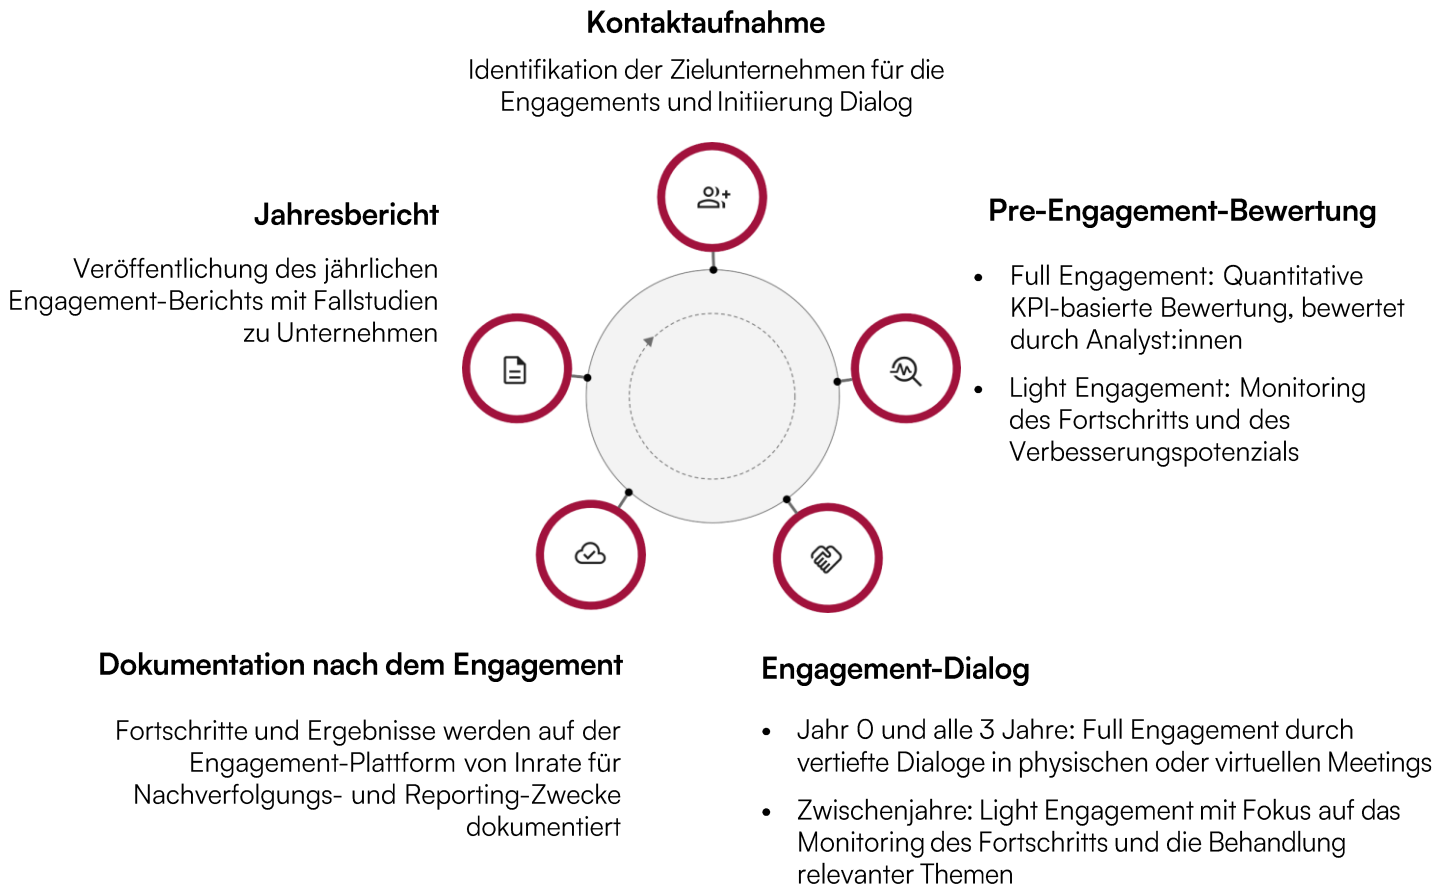 Kontaktaufnahme
Identifikation der Zielunternehmen für die
Engagements und Initiierung Dialog
Pre-Engagement-Bewertung
• Full Engagement: Quantitative
KPI-basierte Bewertung, bewertet
durch Analyst:innen
• Light Engagement: Monitoring
des Fortschritts und des
Verbesserungspotenzials
Engagement-Dialog
• Jahr 0 und alle 3 Jahre: Full Engagement durch
vertiefte Dialoge in physischen oder virtuellen Meetings
• Zwischenjahre: Light Engagement mit Fokus auf das
Monitoring des Fortschritts und die Behandlung
relevanter Themen
Dokumentation nach dem Engagement
Fortschritte und Ergebnisse werden auf der
Engagement-Plattform von Inrate für
Nachverfolgungs- und Reporting-Zwecke
dokumentiert
Jahresbericht
Veröffentlichung des jährlichen
Engagement-Berichts mit Fallstudien
zu Unternehmen